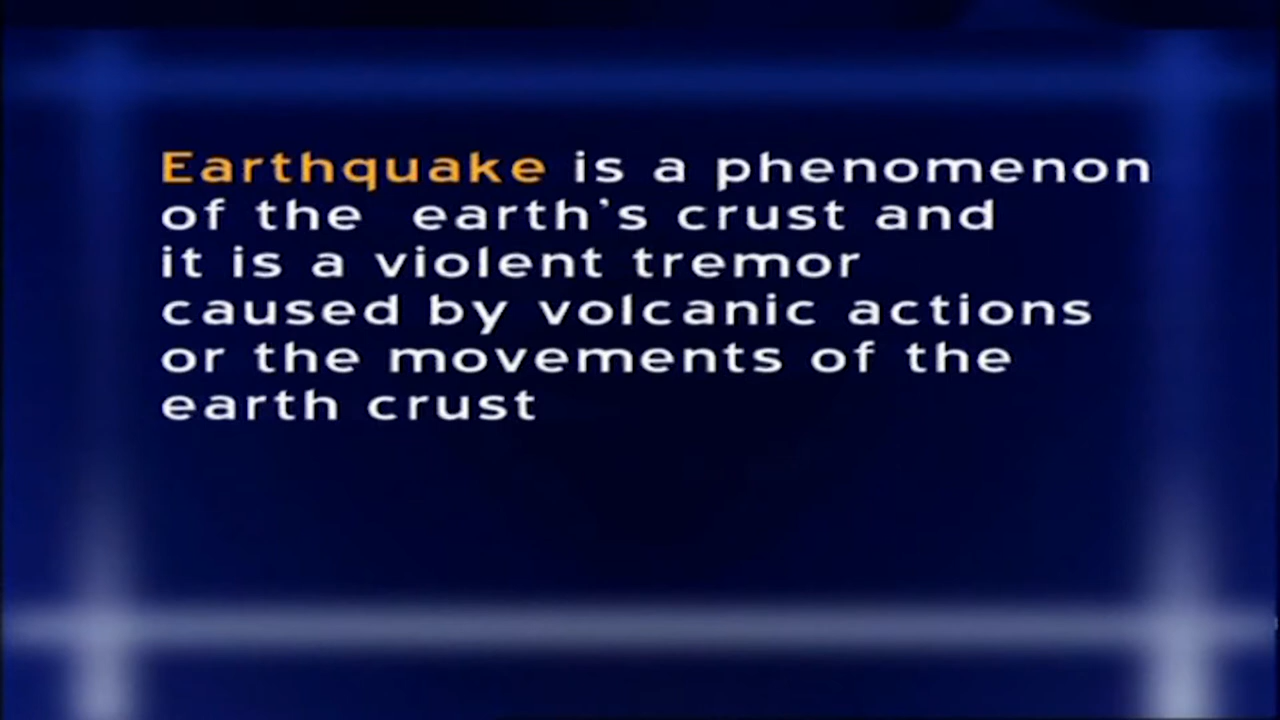 Earthquake is a phenomenon
of the earth's crust and
it is a violent tremor
caused by volcanic actions
or the movements of the
earth crust